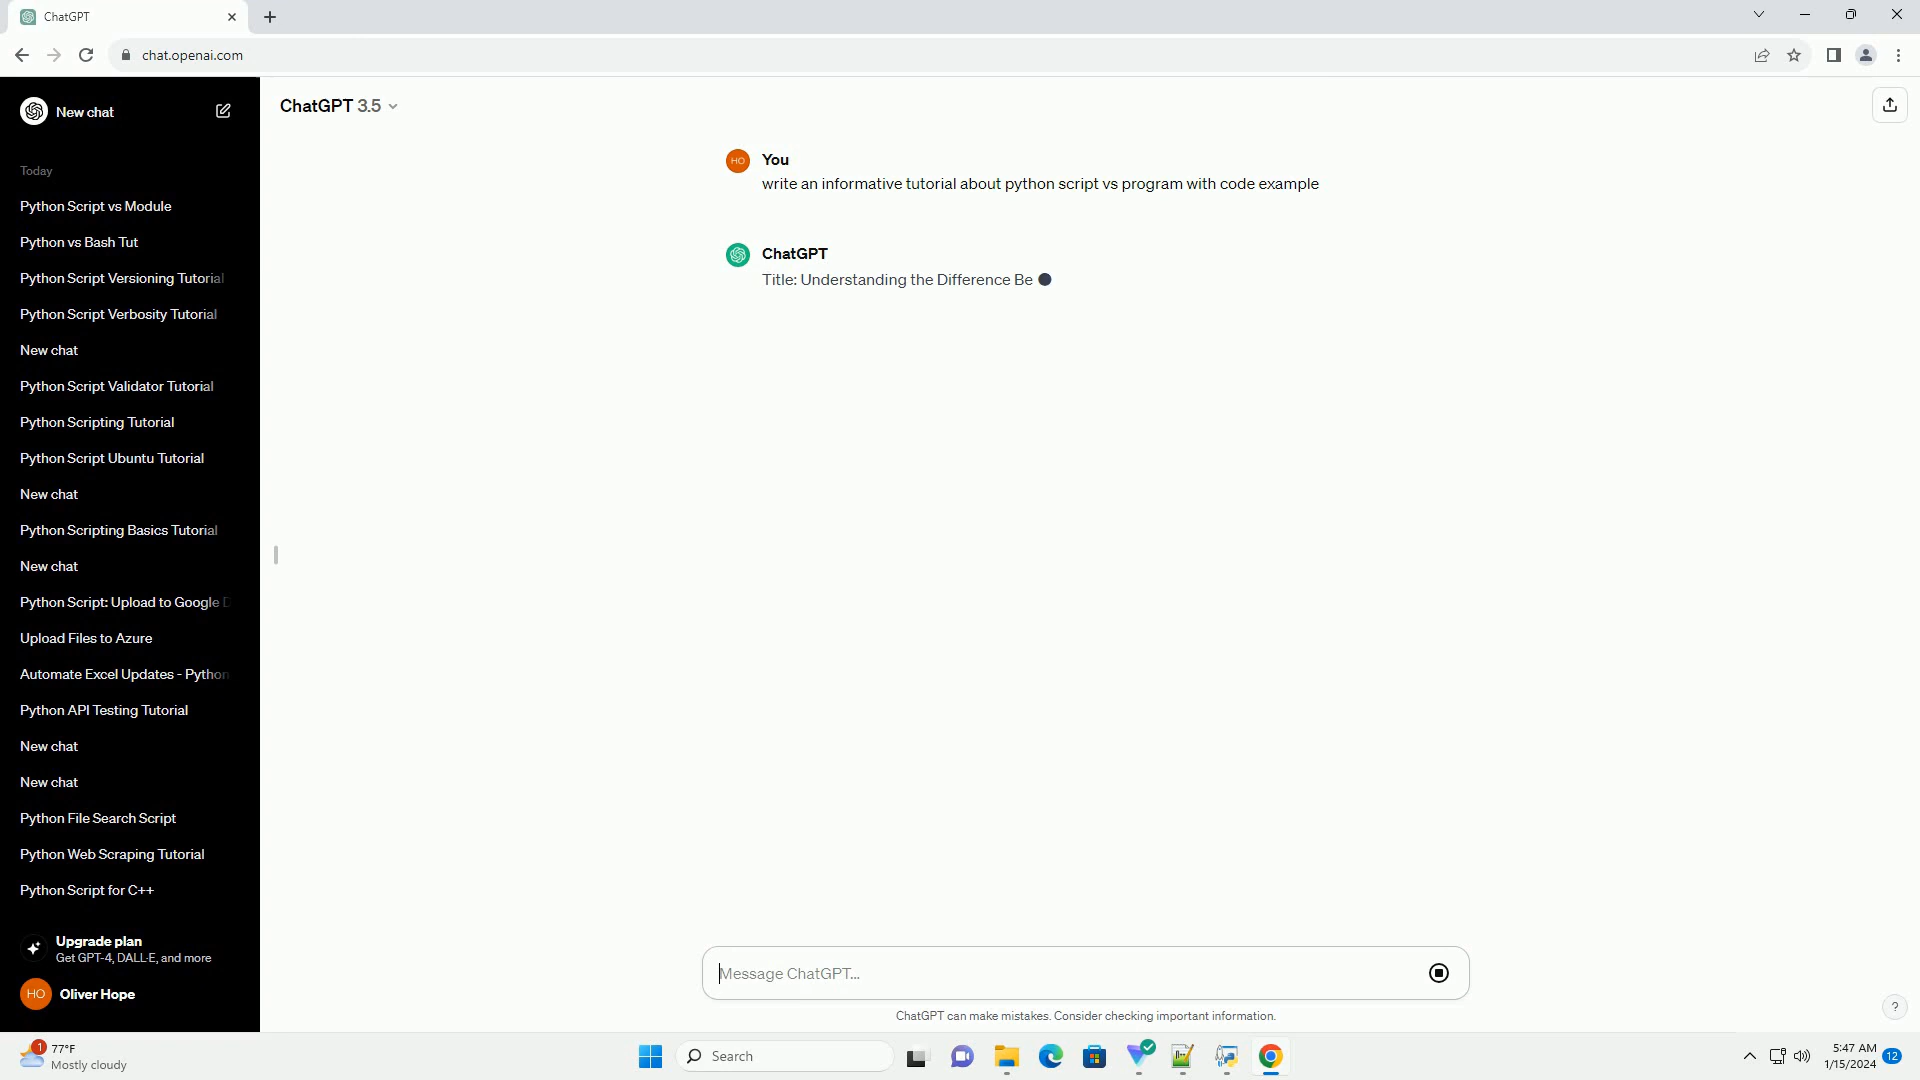 ChatGPT
chat.openai.com
New chat
Today
Python Script vs Module
Python vs Bash Tut
Python Script Versioning Tutorial
Python Script Verbosity Tutorial
New chat
Python Script Validator Tutorial
Python Scripting Tutorial
Python Script Ubuntu Tutorial
New chat
Python Scripting Basics Tutorial
New chat
Python Script: Upload to Google D
Upload Files to Azure
Automate Excel Updates - Python
Python API Testing Tutorial
New chat
New chat
Python File Search Script
Python Web Scraping Tutorial
Python Script for C++
Upgrade plan
Get GPT-4, DALL·E, and more
HO Oliver Hope
ChatGPT 3.5
HO You
write an informative tutorial about python script vs program with code example
ChatGPT
Title: Understanding the Difference Be
Message ChatGPT...
ChatGPT can make mistakes. Consider checking important information.
?
1
77°F
Mostly cloudy
Search
5:47 AM
1/15/2024
12